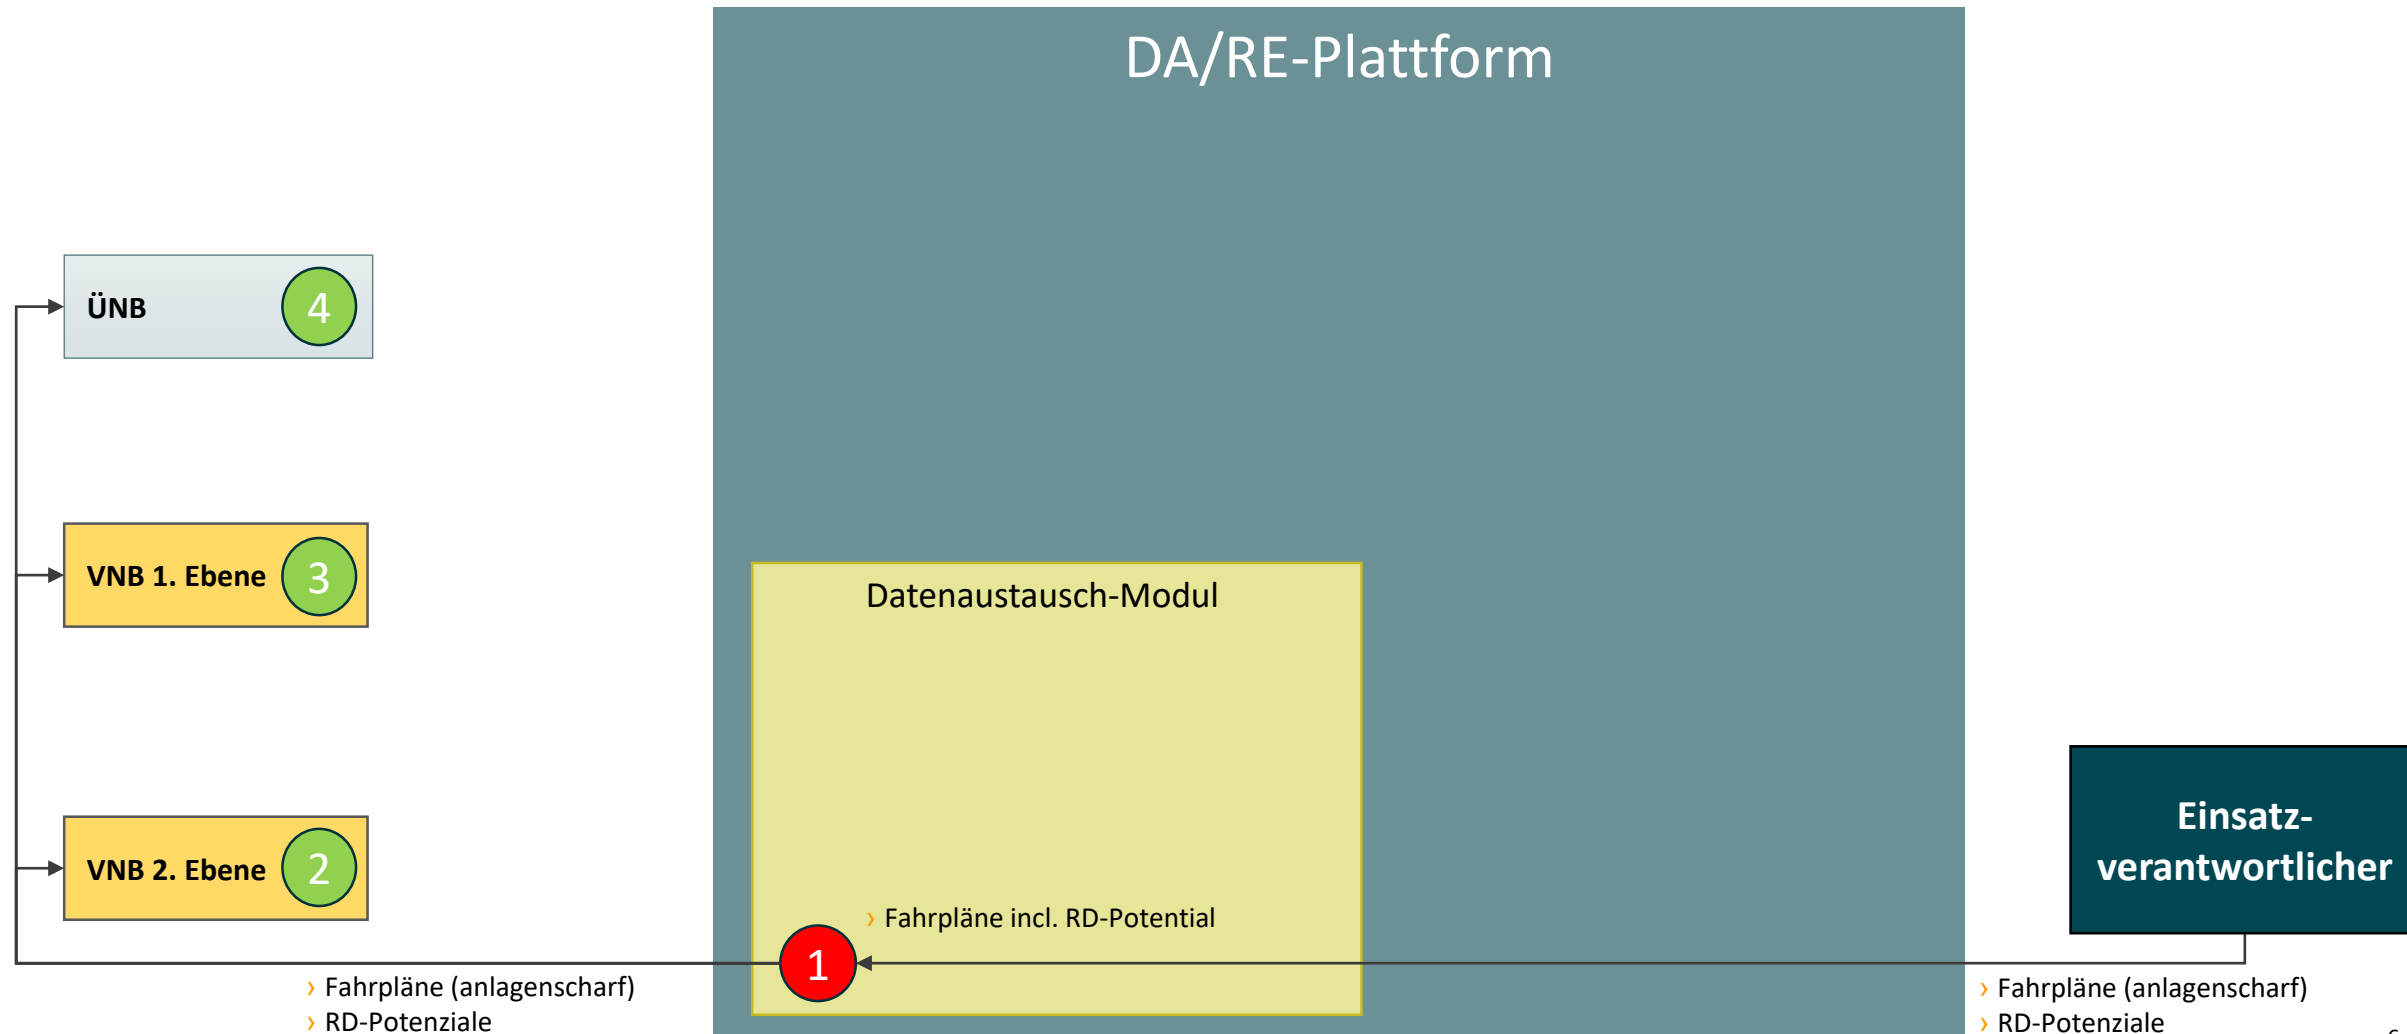 DA/RE-Plattform
ÜNB
4
VNB 1. Ebene
3
Datenaustausch-Modul
VNB 2. Ebene
2
Einsatz-
verantwortlicher
› Fahrpläne incl. RD-Potential
1
› Fahrpläne (anlagenscharf)
› RD-Potenziale
› Fahrpläne (anlagenscharf)
› RD-Potenziale